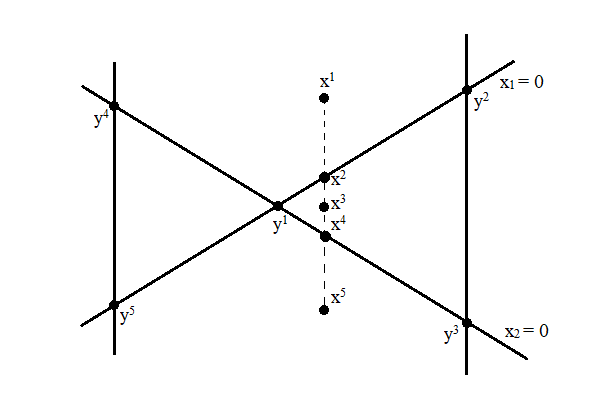 x¹
x₁ = 0
y²
y⁴
x²
x³
x⁴
y¹
x⁵
y⁵
y³
x₂ = 0